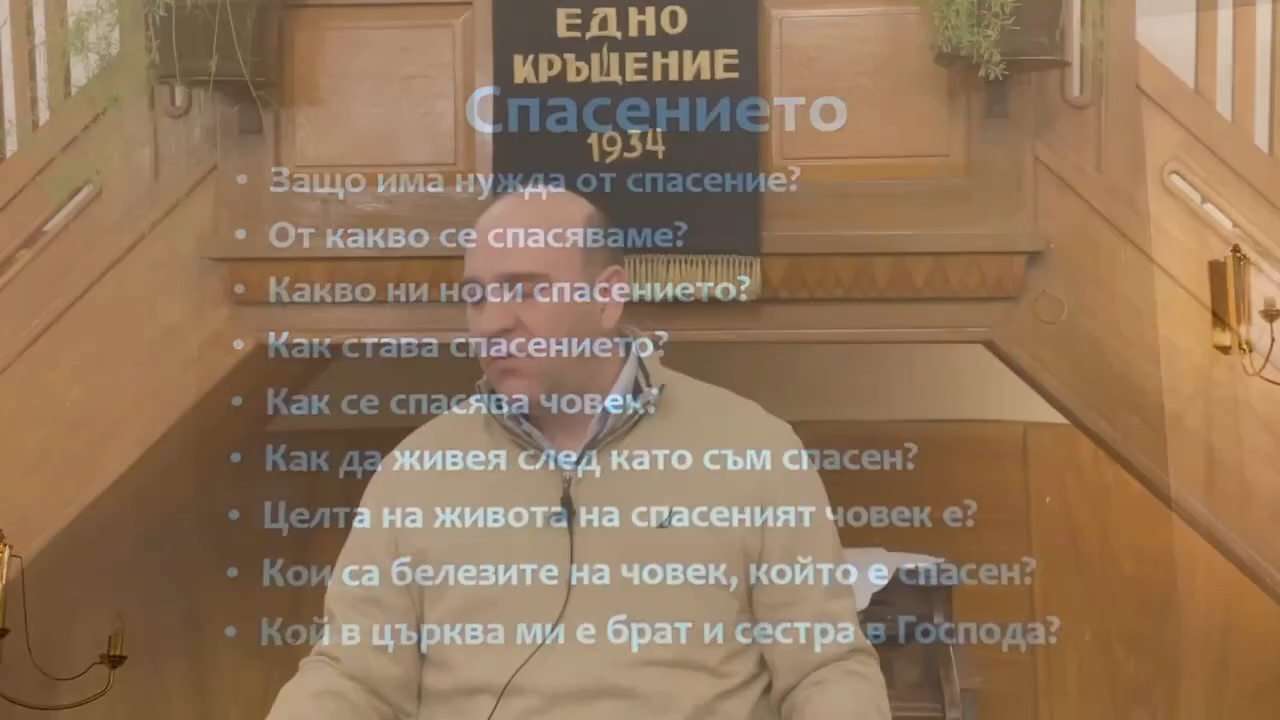 ЕДНО
КРЪЩЕНИЕ
Спасението
1934
• Защо има нужда от спасение?
• От какво се спасяваме?
• Какво ни носи спасението?
• Как става спасението?
• Как се спасява човек?
• Как да живея след като съм спасен?
• Целта на живота на спасеният човек е?
• Кои са белезите на човек, който е спасен?
• Кой в църква ми е брат и сестра в Господа?